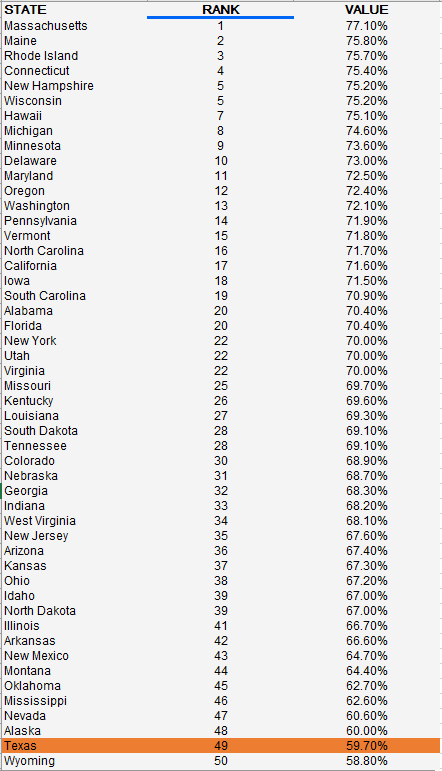 STATE RANK VALUE
Massachusetts 1 77.10%
Maine 2 75.80%
Rhode Island 3 75.70%
Connecticut 4 75.40%
New Hampshire 5 75.20%
Wisconsin 5 75.20%
Hawaii 7 75.10%
Michigan 8 74.60%
Minnesota 9 73.60%
Delaware 10 73.00%
Maryland 11 72.50%
Oregon 12 72.40%
Washington 13 72.10%
Pennsylvania 14 71.90%
Vermont 15 71.80%
North Carolina 16 71.70%
California 17 71.60%
Iowa 18 71.50%
South Carolina 19 70.90%
Alabama 20 70.40%
Florida 20 70.40%
New York 22 70.00%
Utah 22 70.00%
Virginia 22 70.00%
Missouri 25 69.70%
Kentucky 26 69.60%
Louisiana 27 69.30%
South Dakota 28 69.10%
Tennessee 28 69.10%
Colorado 30 68.90%
Nebraska 31 68.70%
Georgia 32 68.30%
Indiana 33 68.20%
West Virginia 34 68.10%
New Jersey 35 67.60%
Arizona 36 67.40%
Kansas 37 67.30%
Ohio 38 67.20%
Idaho 39 67.00%
North Dakota 39 67.00%
Illinois 41 66.70%
Arkansas 42 66.60%
New Mexico 43 64.70%
Montana 44 64.40%
Oklahoma 45 62.70%
Mississippi 46 62.60%
Nevada 47 60.60%
Alaska 48 60.00%
Texas 49 59.70%
Wyoming 50 58.80%